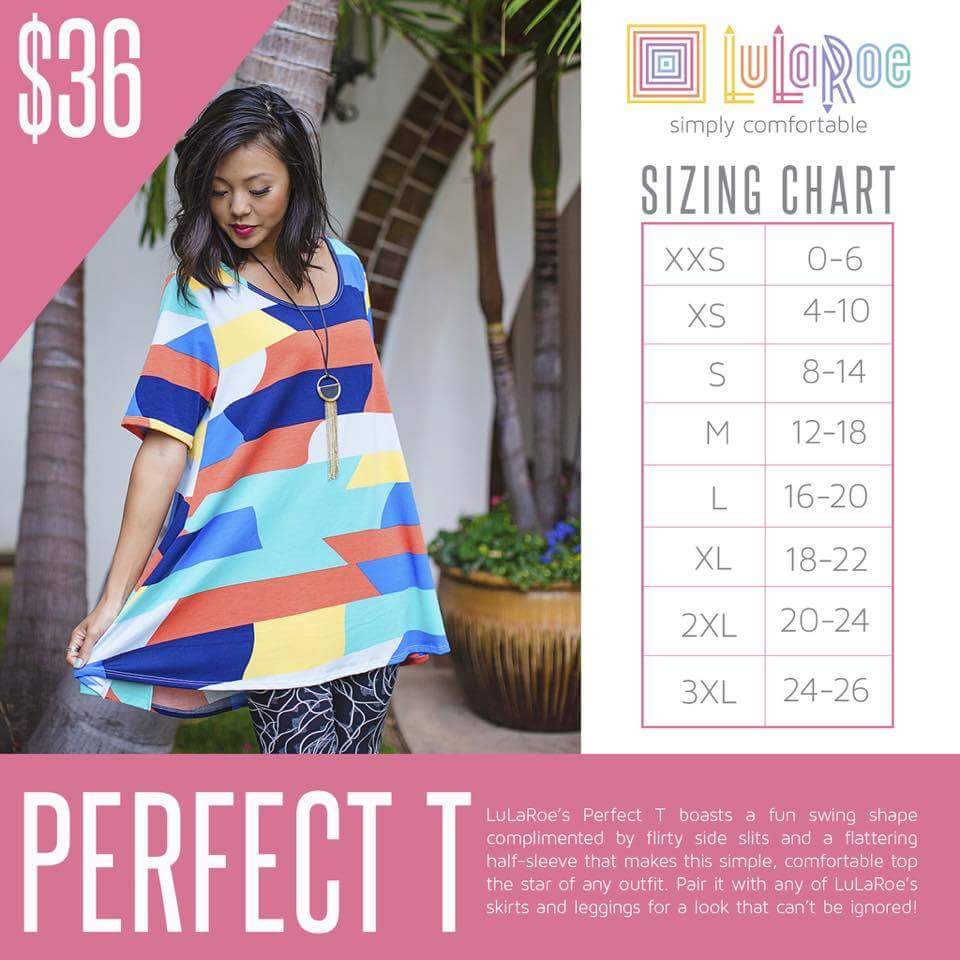 $36
LuLaRoe
simply comfortable
SIZING CHART
XXS 0-6
XS 4-10
S 8-14
M 12-18
L 16-20
XL 18-22
2XL 20-24
3XL 24-26
PERFECT T
LuLaRoe's Perfect T boasts a fun swing shape
complimented by flirty side slits and a flattering
half-sleeve that makes this simple, comfortable top
the star of any outfit. Pair it with any of LuLaRoe's
skirts and leggings for a look that can't be ignored!